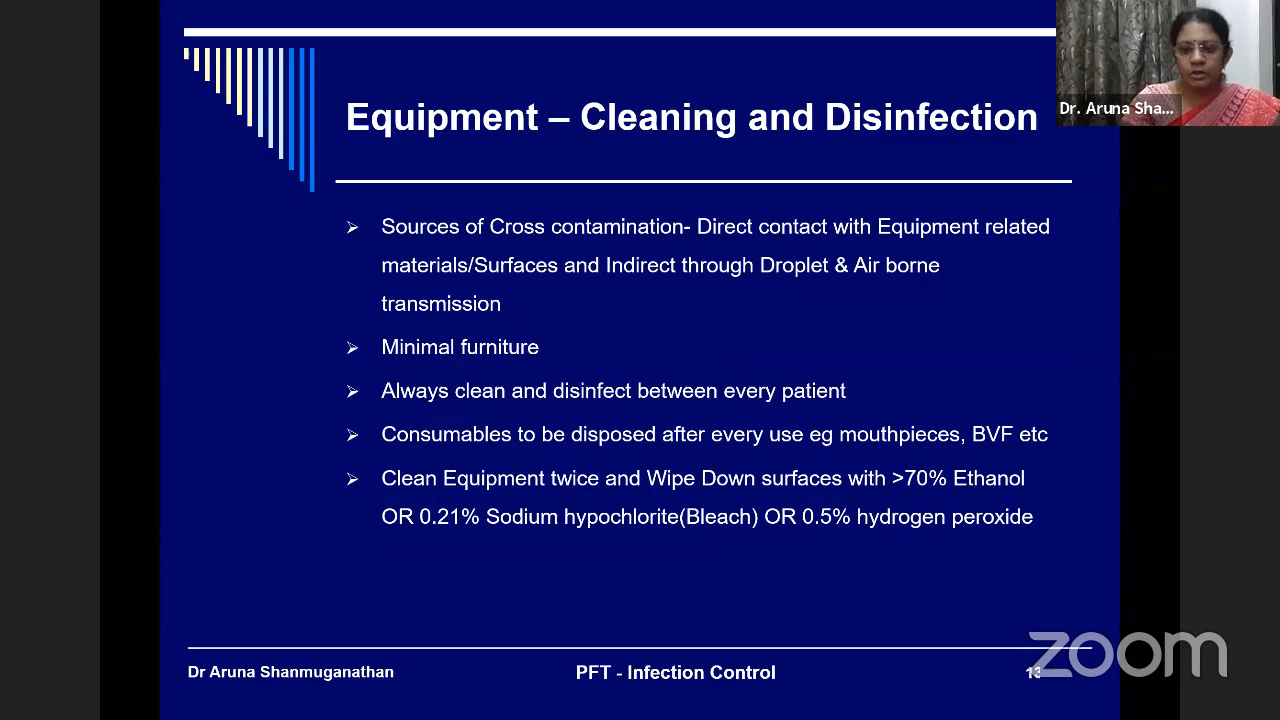 Dr. Aruna Sha...
Equipment – Cleaning and Disinfection
Sources of Cross contamination- Direct contact with Equipment related
materials/Surfaces and Indirect through Droplet & Air borne
transmission
Minimal furniture
Always clean and disinfect between every patient
Consumables to be disposed after every use eg mouthpieces, BVF etc
Clean Equipment twice and Wipe Down surfaces with >70% Ethanol
OR 0.21% Sodium hypochlorite(Bleach) OR 0.5% hydrogen peroxide
Dr Aruna Shanmuganathan
PFT - Infection Control
zoom